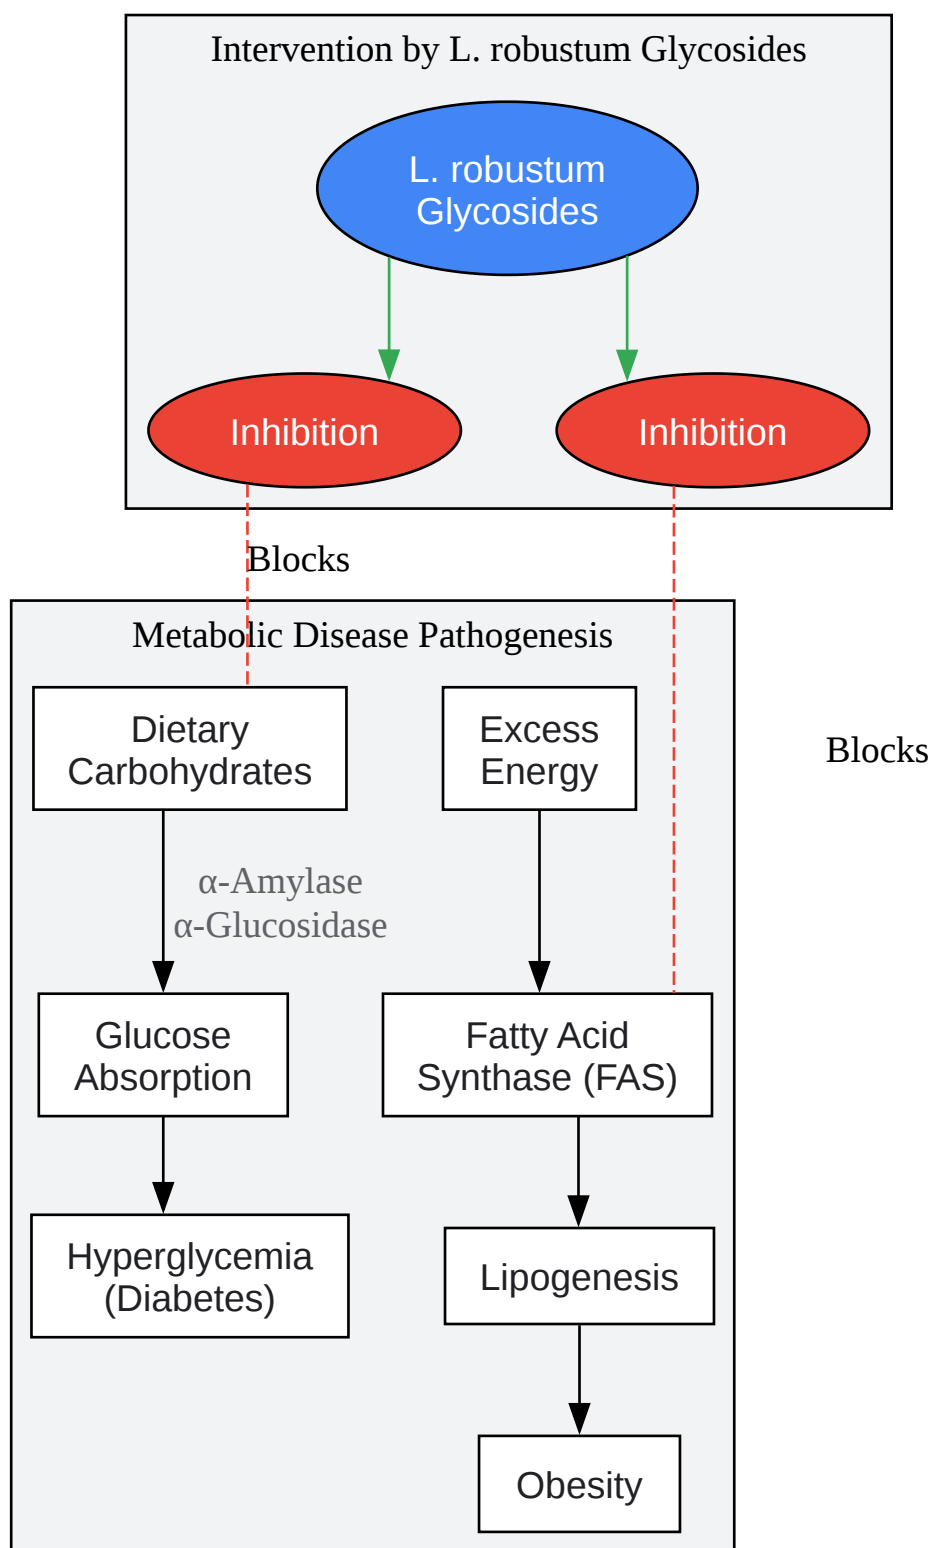 Intervention by L. robustum Glycosides
L. robustum
Glycosides
Inhibition
Inhibition
Blocks
Blocks
Metabolic Disease Pathogenesis
Dietary
Carbohydrates
Excess
Energy
α-Amylase
α-Glucosidase
Glucose
Absorption
Fatty Acid
Synthase (FAS)
Hyperglycemia
(Diabetes)
Lipogenesis
Obesity